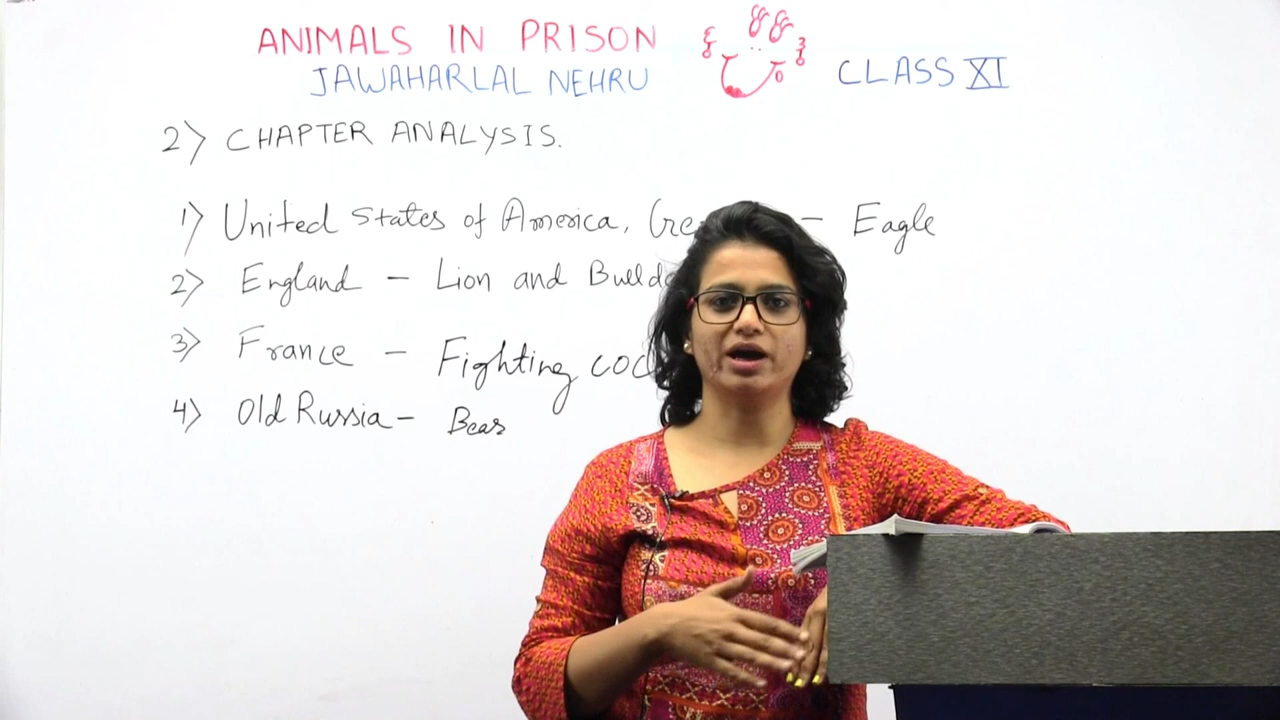 ANIMALS IN PRISON
JAWAHARLAL NEHRU CLASS XI
2) CHAPTER ANALYSIS.
1) United States of America, - Eagle
2) England - Lion and
3) France - Fighting
4) Old Russia - Bear